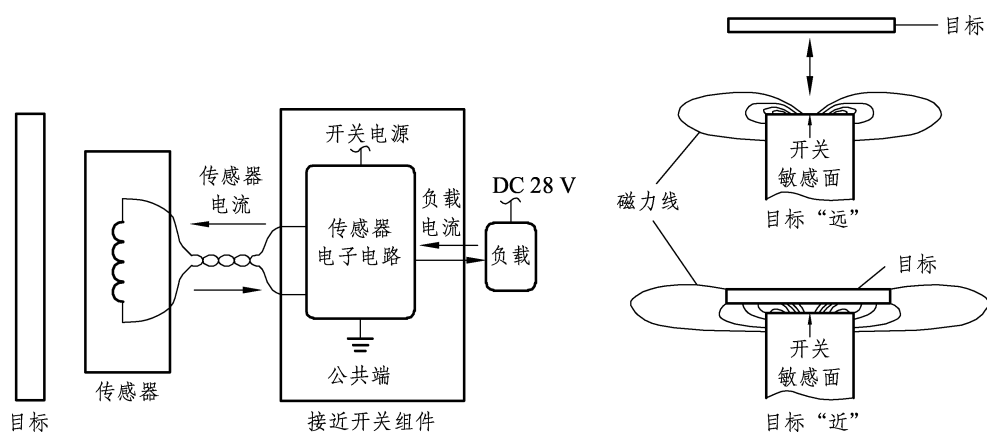 目标
传感器
传感器
电流
开关电源
传感器
电子电路
公共端
接近开关组件
负载
电流
DC 28 V
负载
目标
开关
敏感面
目标“远”
磁力线
目标
开关
敏感面
目标“近”